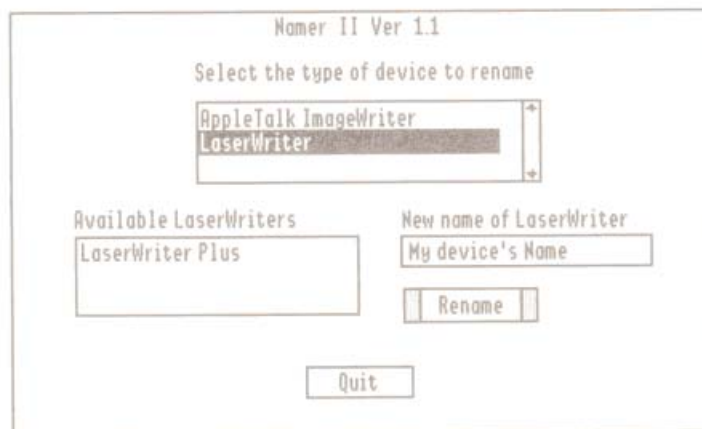 Namer II Ver 1.1
Select the type of device to rename
AppleTalk ImageWriter
LaserWriter
Available LaserWriters
LaserWriter Plus
New name of LaserWriter
My device's Name
Rename
Quit